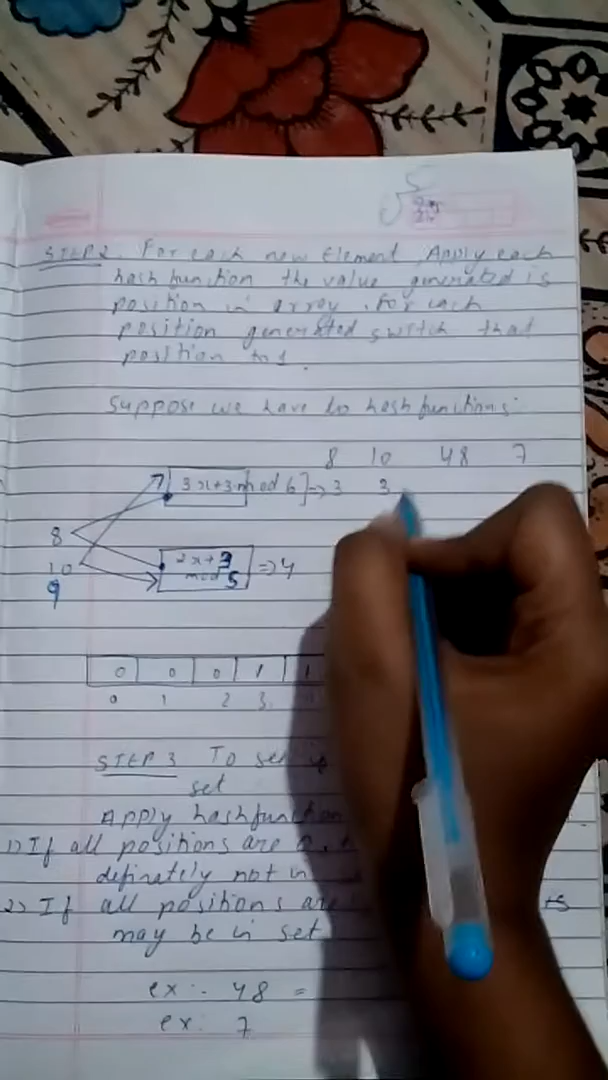 STEP2. For each new Element, Apply each
hash function the value generated is
position in array. For each
position generated switch that
position to 1.
Suppose we have to hash functions:
8 10 48 7
3x+3 mod 6 => 3 3
8
10
9
2x+3
mod 5 => 4
0 0 0 1 1
0 1 2 3
STEP 3 To
set
Apply hash function
1) If all positions are 0,
definately not in
2) If all positions are
may be in set
ex:- 48 =
ex: 7